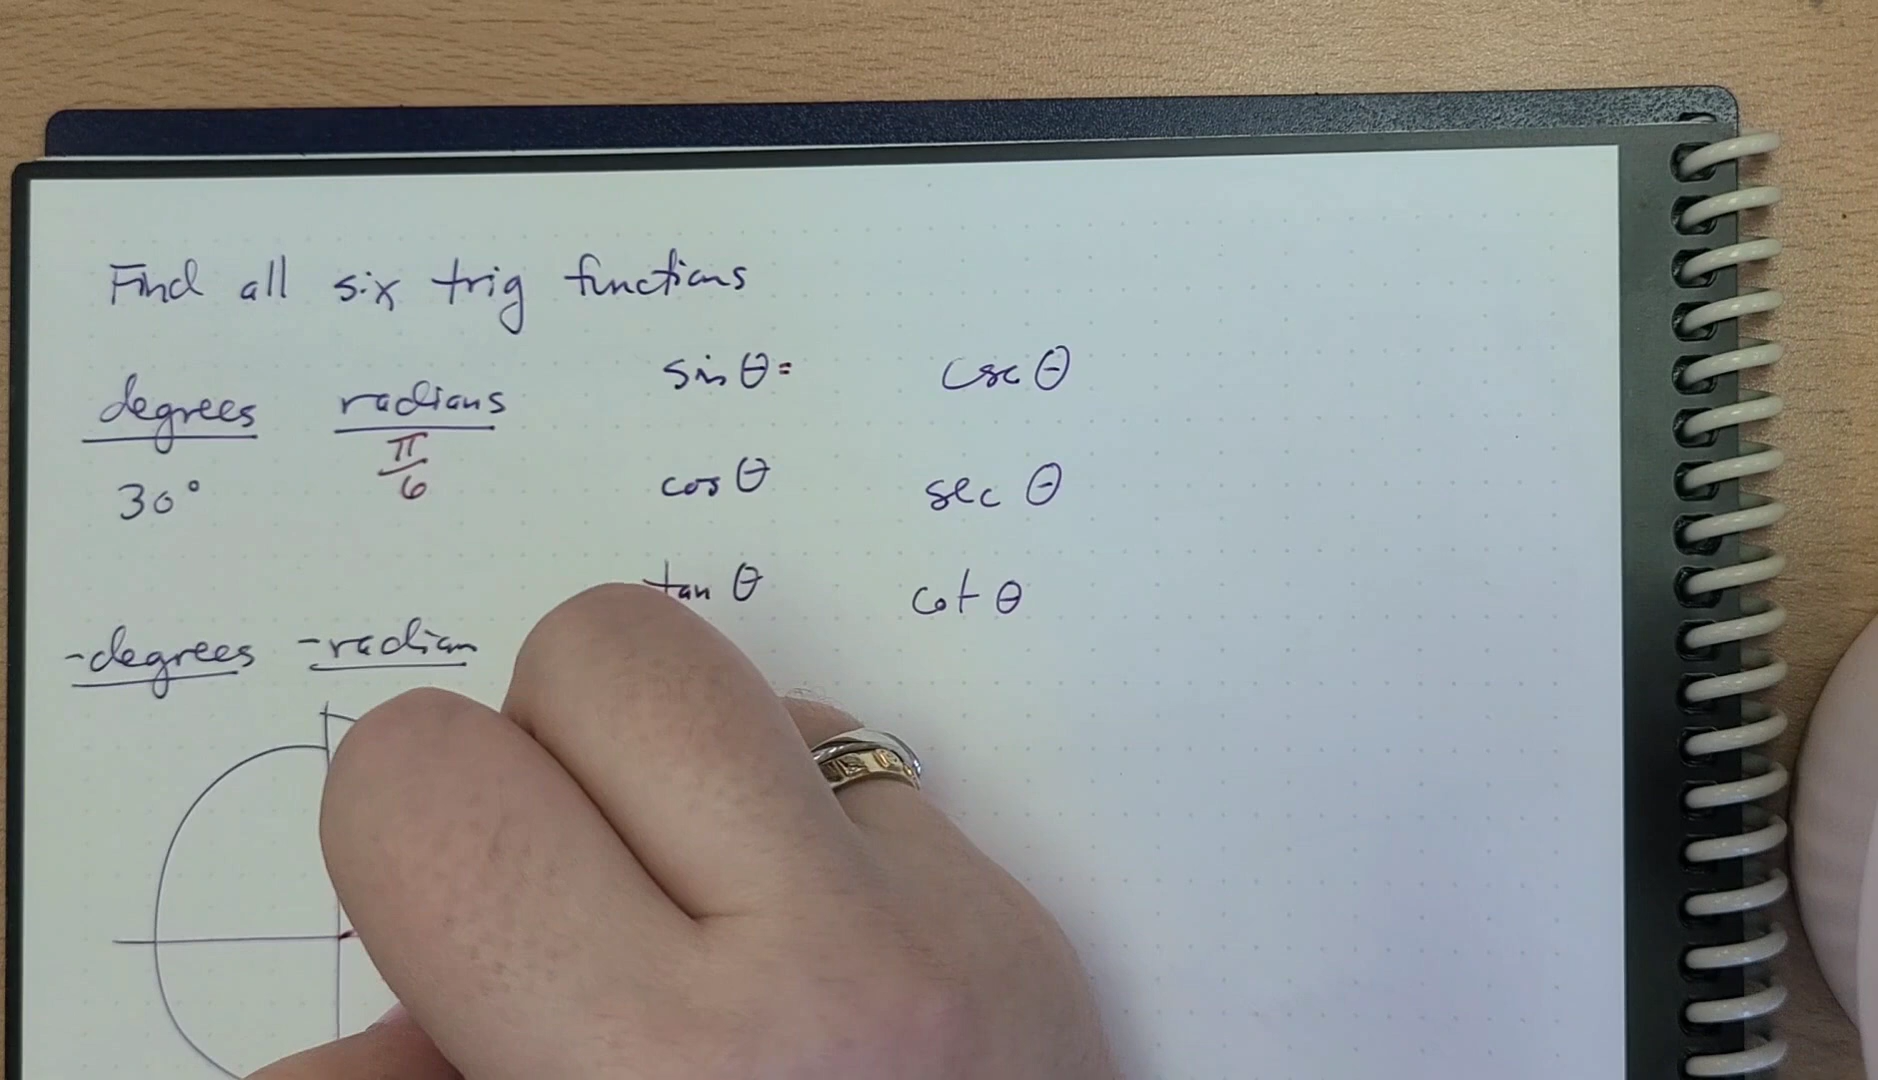 Find all six trig functions
degrees radians
30° π/6
-degrees -radian
sin θ= csc θ
cos θ sec θ
tan θ cot θ